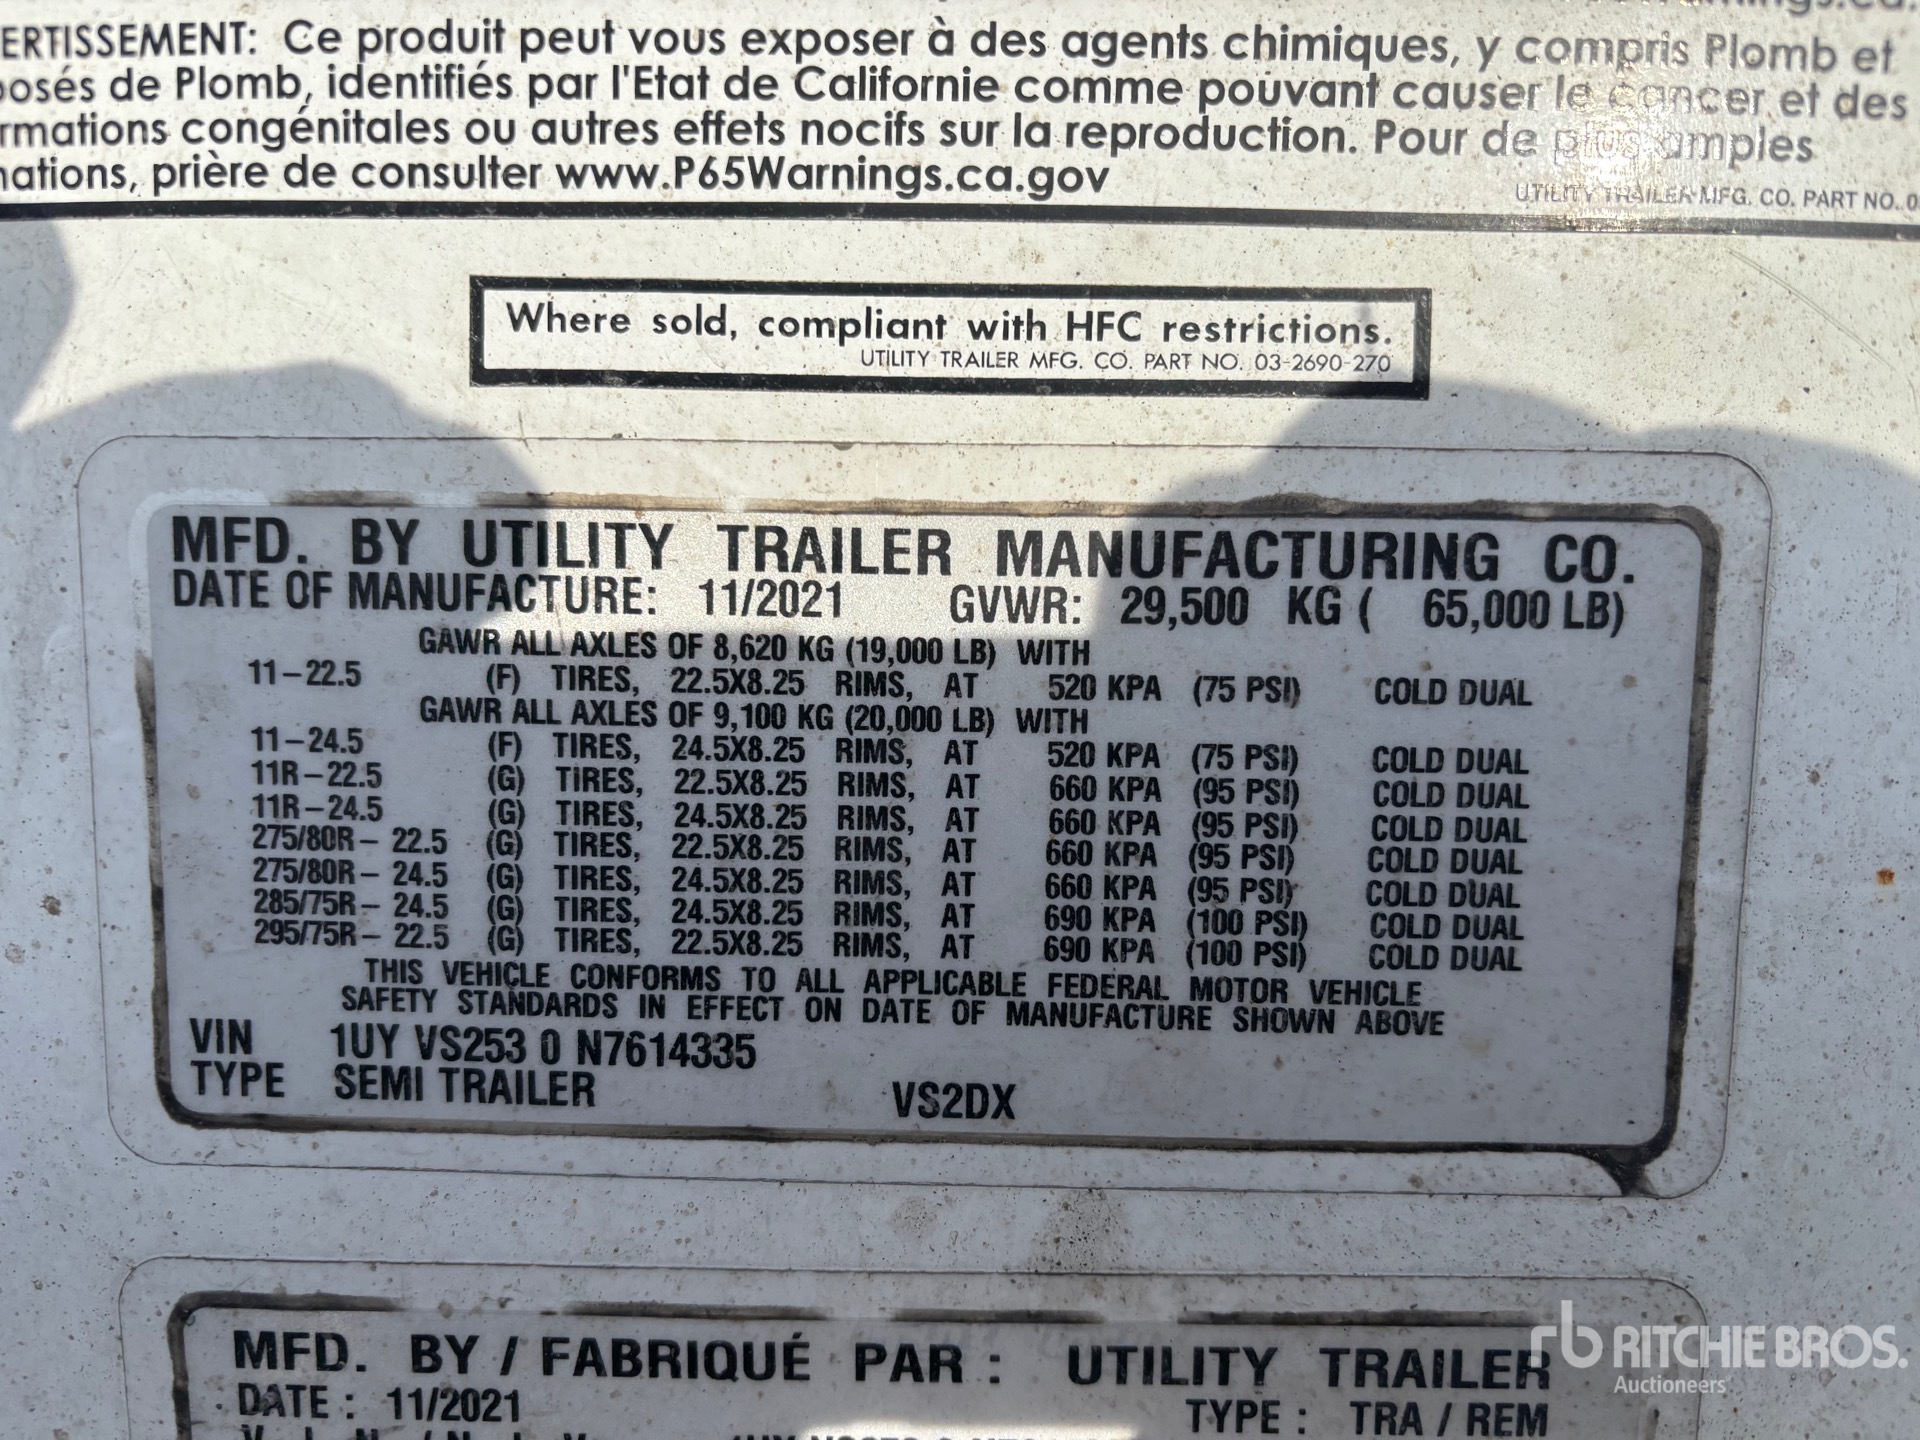 ERTISSEMENT: Ce produit peut vous exposer à des agents chimiques, y compris Plomb et
posés de Plomb, identifiés par l'Etat de Californie comme pouvant causer le cancer et des
rmations congénitales ou autres effets nocifs sur la reproduction. Pour de plus amples
mations, prière de consulter www.P65Warnings.ca.gov
UTILITY TRAILER MFG. CO. PART NO.
Where sold, compliant with HFC restrictions.
UTILITY TRAILER MFG. CO. PART NO. 03-2690-270
MFD. BY UTILITY TRAILER MANUFACTURING CO.
DATE OF MANUFACTURE: 11/2021 GVWR: 29,500 KG ( 65,000 LB)
GAWR ALL AXLES OF 8,620 KG (19,000 LB) WITH
11-22.5 (F) TIRES, 22.5X8.25 RIMS, AT 520 KPA (75 PSI) COLD DUAL
GAWR ALL AXLES OF 9,100 KG (20,000 LB) WITH
11-24.5 (F) TIRES, 24.5X8.25 RIMS, AT 520 KPA (75 PSI) COLD DUAL
11R-22.5 (G) TIRES, 22.5X8.25 RIMS, AT 660 KPA (95 PSI) COLD DUAL
11R-24.5 (G) TIRES, 24.5X8.25 RIMS, AT 660 KPA (95 PSI) COLD DUAL
275/80R- 22.5 (G) TIRES, 22.5X8.25 RIMS, AT 660 KPA (95 PSI) COLD DUAL
275/80R- 24.5 (G) TIRES, 24.5X8.25 RIMS, AT 660 KPA (95 PSI) COLD DUAL
285/75R- 24.5 (G) TIRES, 24.5X8.25 RIMS, AT 690 KPA (100 PSI) COLD DUAL
295/75R- 22.5 (G) TIRES, 22.5X8.25 RIMS, AT 690 KPA (100 PSI) COLD DUAL
THIS VEHICLE CONFORMS TO ALL APPLICABLE FEDERAL MOTOR VEHICLE
SAFETY STANDARDS IN EFFECT ON DATE OF MANUFACTURE SHOWN ABOVE
VIN 1UY VS253 0 N7614335
TYPE SEMI TRAILER VS2DX
MFD. BY / FABRIQUÉ PAR : UTILITY TRAILER
DATE : 11/2021 TYPE : TRA / REM
rb RITCHIE BROS.
Auctioneers